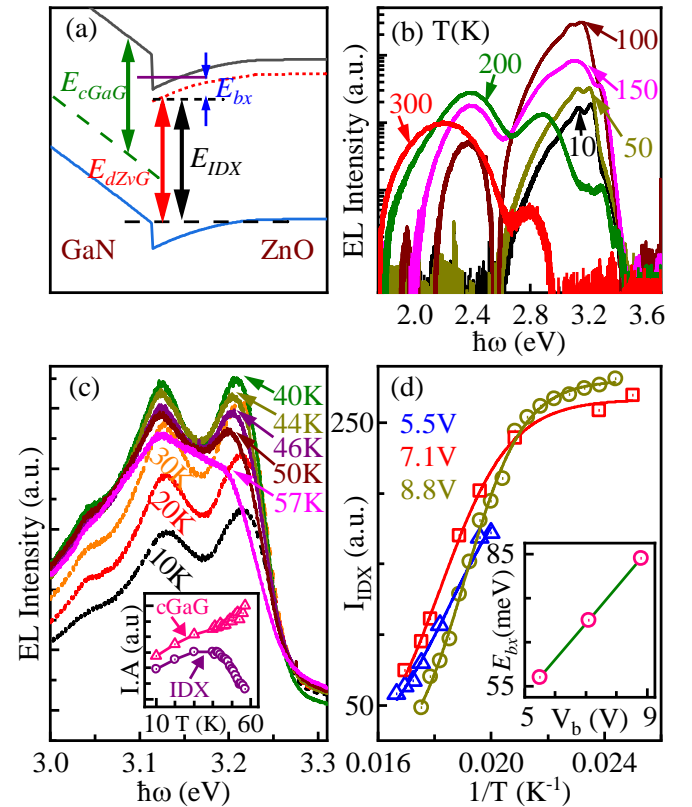 (a)
E_cGaG
E_bx
E_dZvG
E_IDX
GaN
ZnO
(b)
T(K)
100
200
150
300
50
10
EL Intensity (a.u.)
2.0 2.4 2.8 3.2 3.6
ħω (eV)
(c)
40K
44K
46K
50K
57K
30K
20K
10K
EL Intensity (a.u.)
I.A (a.u)
cGaG
IDX
10 T (K) 60
3.0 3.1 3.2 3.3
ħω (eV)
(d)
5.5V
7.1V
8.8V
250
50
I_IDX (a.u.)
85
55
E_bx(meV)
5 9
V_b (V)
0.016 0.020 0.024
1/T (K⁻¹)